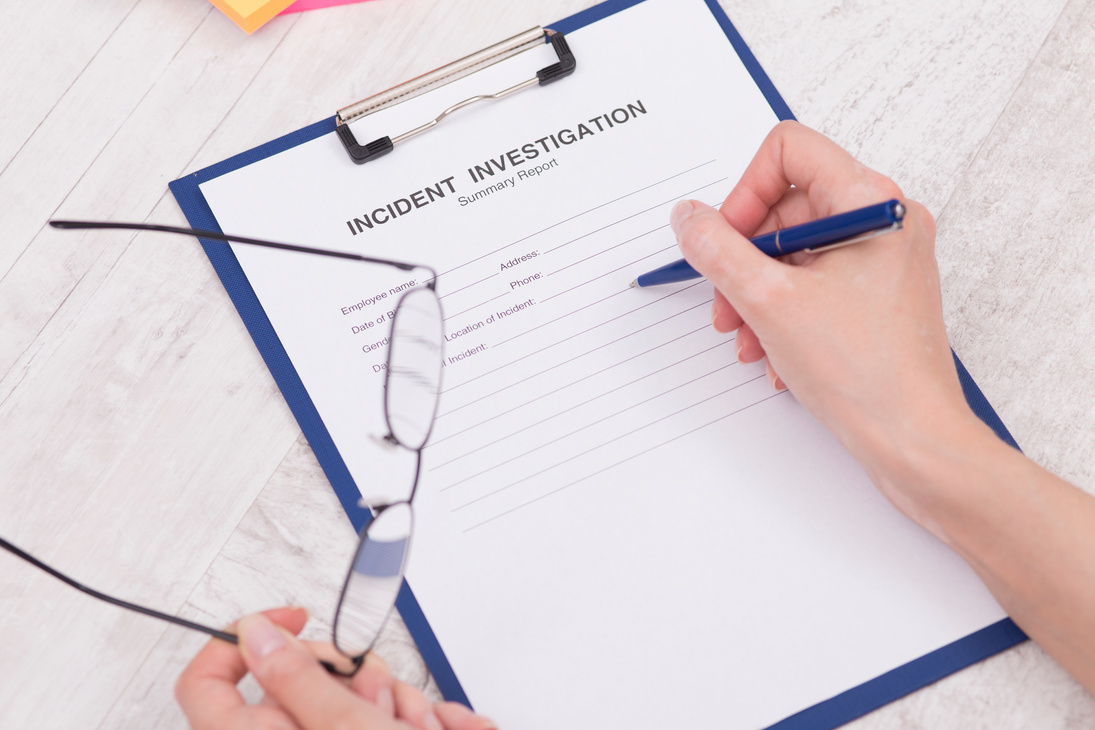 INCIDENT INVESTIGATION
Summary Report
Employee name:
Address:
Date of
Phone:
Location of Incident:
Incident: